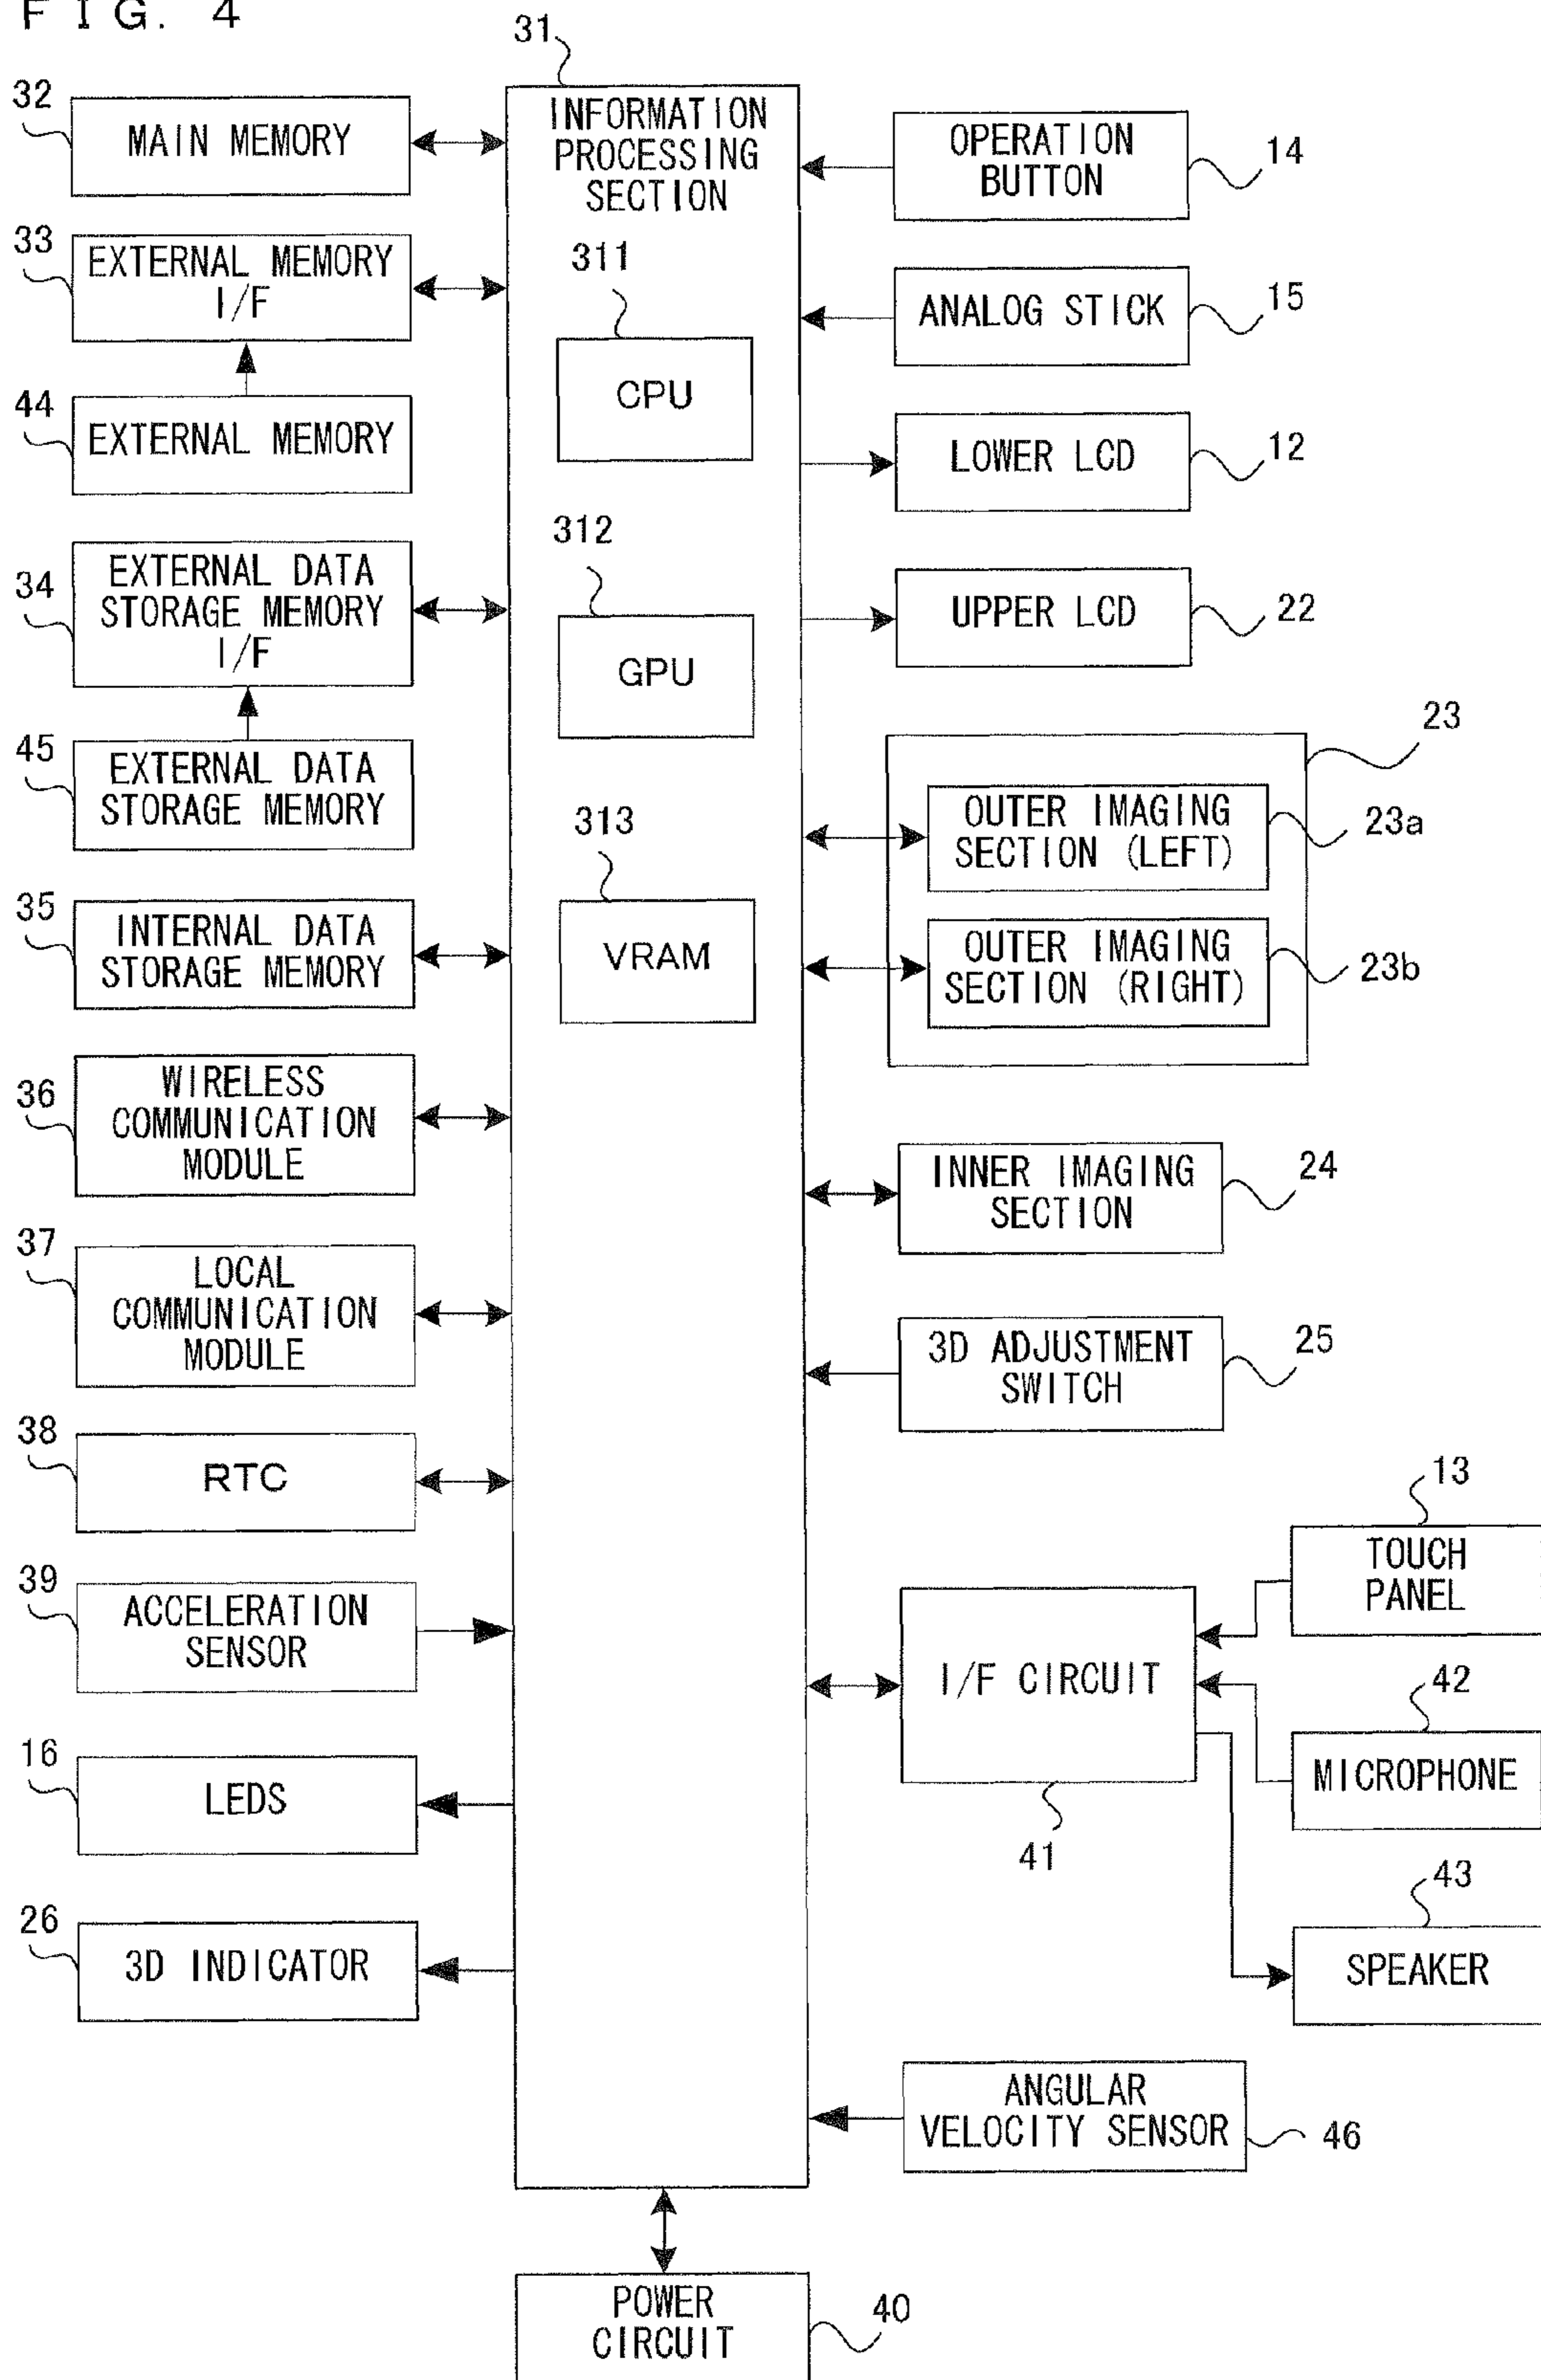 FIG. 4
31
INFORMATION
PROCESSING
SECTION
311
CPU
312
GPU
313
VRAM
32
MAIN MEMORY
33
EXTERNAL MEMORY
I/F
44
EXTERNAL MEMORY
34
EXTERNAL DATA
STORAGE MEMORY
I/F
45
EXTERNAL DATA
STORAGE MEMORY
35
INTERNAL DATA
STORAGE MEMORY
36
WIRELESS
COMMUNICATION
MODULE
37
LOCAL
COMMUNICATION
MODULE
38
RTC
39
ACCELERATION
SENSOR
16
LEDS
26
3D INDICATOR
OPERATION
BUTTON
14
ANALOG STICK
15
LOWER LCD
12
UPPER LCD
22
23
OUTER IMAGING
SECTION (LEFT)
23a
OUTER IMAGING
SECTION (RIGHT)
23b
INNER IMAGING
SECTION
24
3D ADJUSTMENT
SWITCH
25
13
TOUCH
PANEL
I/F CIRCUIT
41
42
MICROPHONE
43
SPEAKER
ANGULAR
VELOCITY SENSOR
46
POWER
CIRCUIT
40